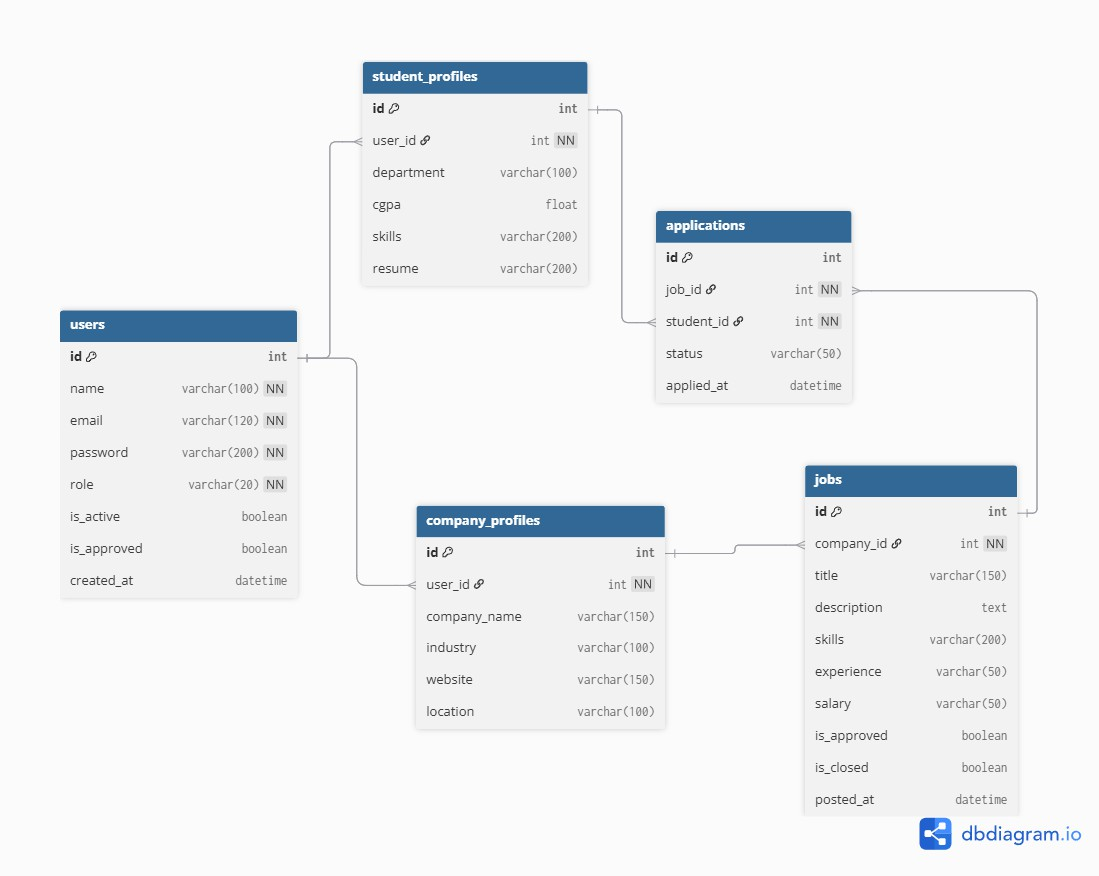 student_profiles
id int
user_id int NN
department varchar(100)
cgpa float
skills varchar(200)
resume varchar(200)
applications
id int
job_id int NN
student_id int NN
status varchar(50)
applied_at datetime
users
id int
name varchar(100) NN
email varchar(120) NN
password varchar(200) NN
role varchar(20) NN
is_active boolean
is_approved boolean
created_at datetime
company_profiles
id int
user_id int NN
company_name varchar(150)
industry varchar(100)
website varchar(150)
location varchar(100)
jobs
id int
company_id int NN
title varchar(150)
description text
skills varchar(200)
experience varchar(50)
salary varchar(50)
is_approved boolean
is_closed boolean
posted_at datetime
dbdiagram.io